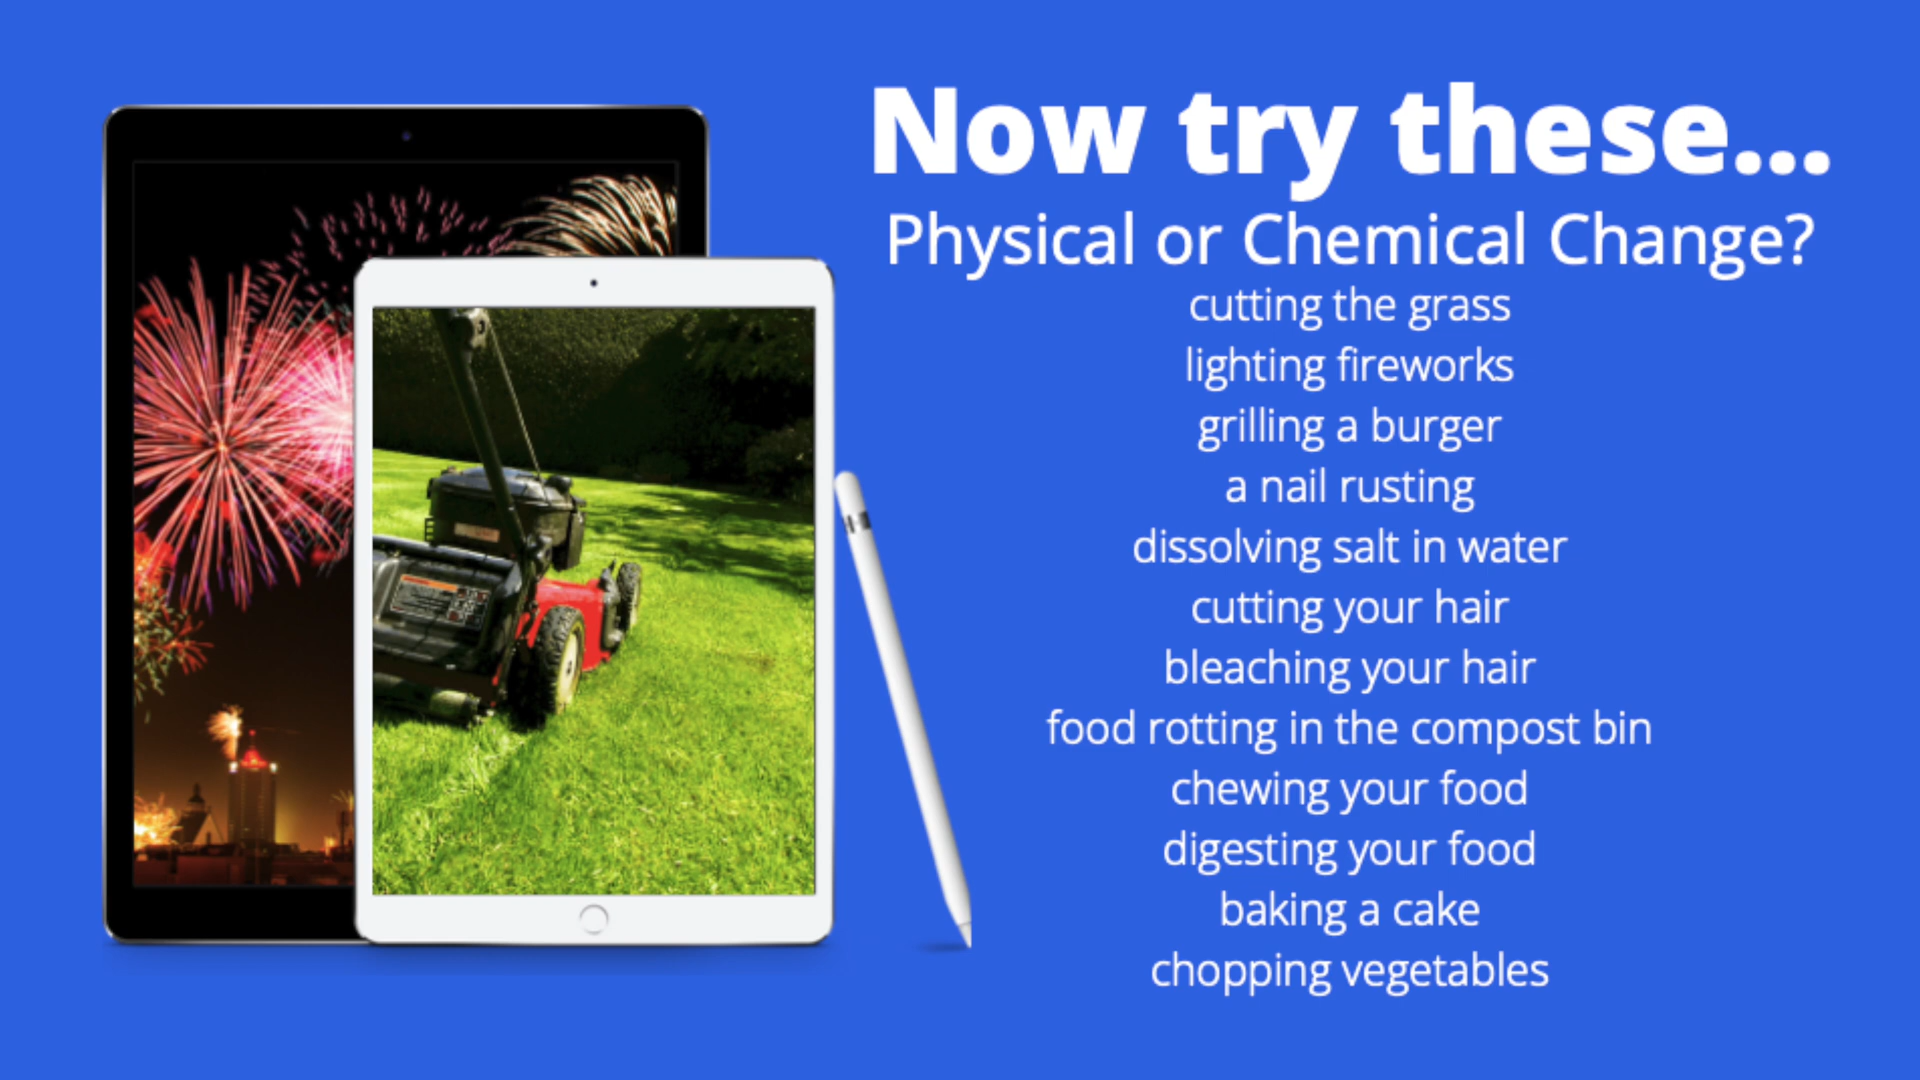 Now try these...
Physical or Chemical Change?
cutting the grass
lighting fireworks
grilling a burger
a nail rusting
dissolving salt in water
cutting your hair
bleaching your hair
food rotting in the compost bin
chewing your food
digesting your food
baking a cake
chopping vegetables